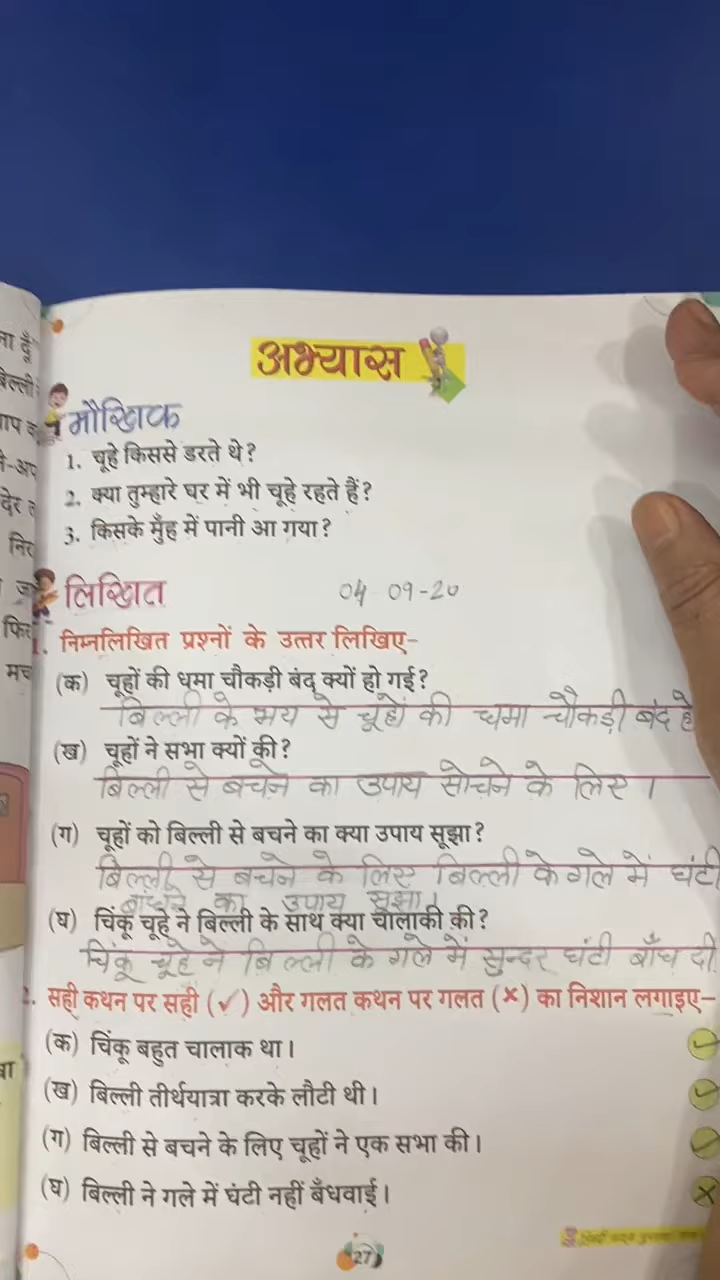 अभ्यास
मौखिक
1. चूहे किससे डरते थे?
2. क्या तुम्हारे घर में भी चूहे रहते हैं?
3. किसके मुँह में पानी आ गया?
लिखित
04-09-20
1. निम्नलिखित प्रश्नों के उत्तर लिखिए-
(क) चूहों की धमा चौकड़ी बंद क्यों हो गई?
बिल्ली के भय से चूहों की धमा चौकड़ी बंद हो
(ख) चूहों ने सभा क्यों की?
बिल्ली से बचने का उपाय सोचने के लिए ।
(ग) चूहों को बिल्ली से बचने का क्या उपाय सूझा?
बिल्ली से बचने के लिए बिल्ली के गले में घंटी
बाँधने का उपाय सूझा।
(घ) चिंकू चूहे ने बिल्ली के साथ क्या चालाकी की?
चिंकू चूहे ने बिल्ली के गले में सुन्दर घंटी बाँध दी
2. सही कथन पर सही (✓) और गलत कथन पर गलत (×) का निशान लगाइए-
(क) चिंकू बहुत चालाक था। ✓
(ख) बिल्ली तीर्थयात्रा करके लौटी थी। ✓
(ग) बिल्ली से बचने के लिए चूहों ने एक सभा की। ✓
(घ) बिल्ली ने गले में घंटी नहीं बँधवाई। ×
27